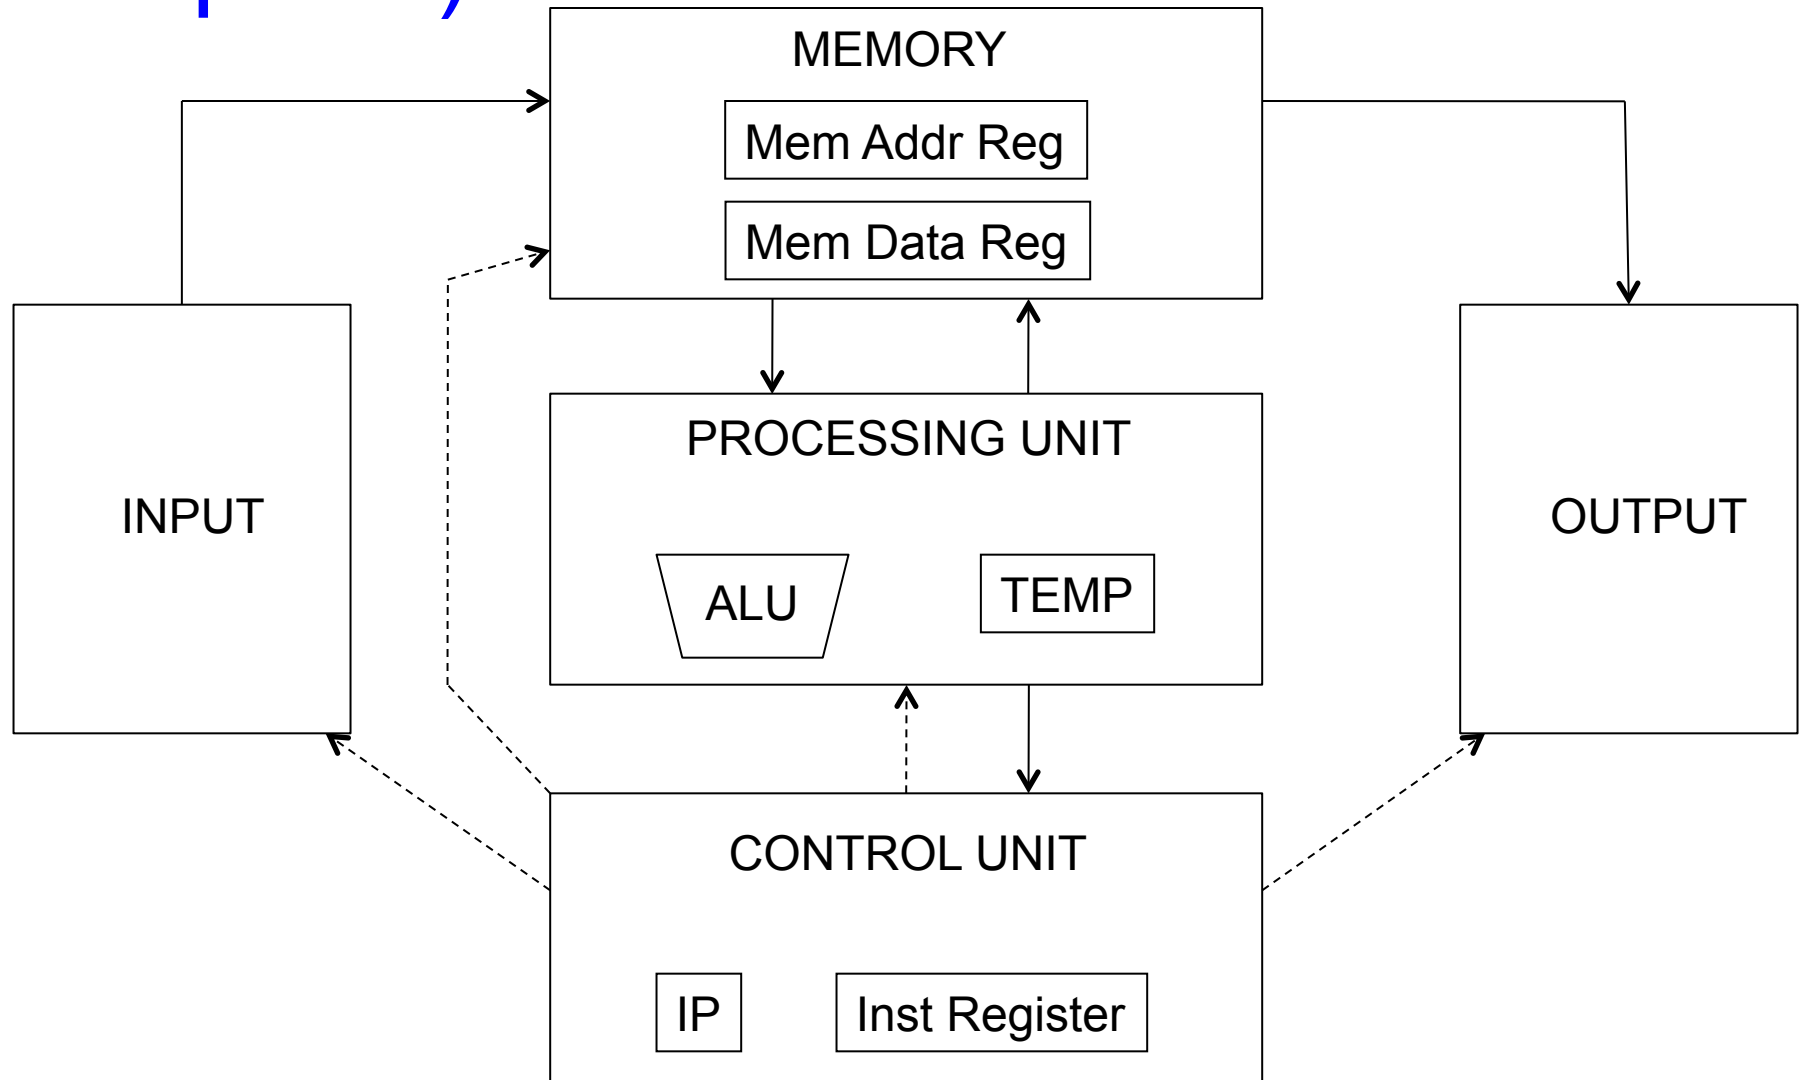 MEMORY
Mem Addr Reg
Mem Data Reg
PROCESSING UNIT
INPUT
OUTPUT
ALU
TEMP
CONTROL UNIT
IP
Inst Register